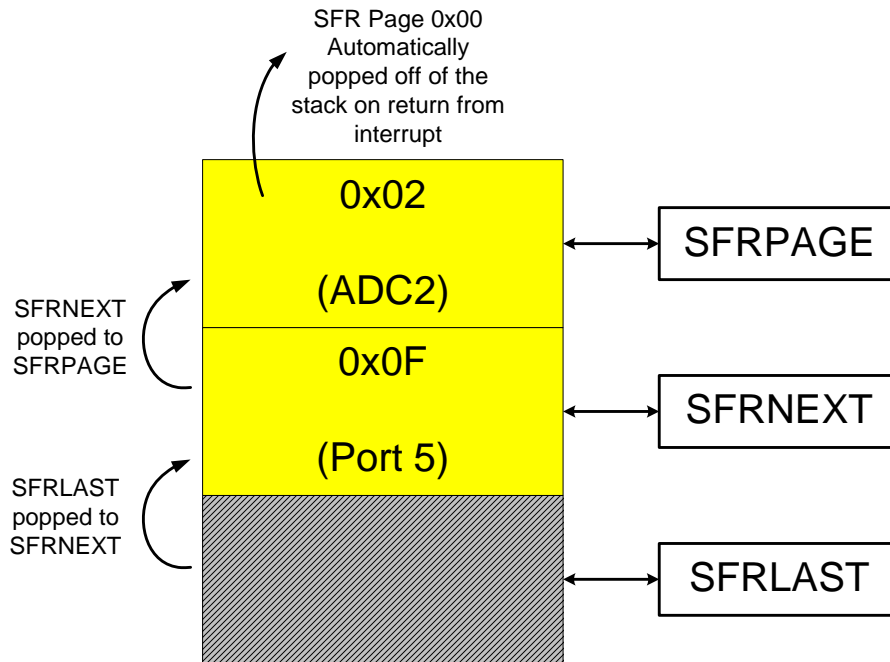 SFR Page 0x00
Automatically
popped off of the
stack on return from
interrupt
0x02
(ADC2)
SFRPAGE
SFRNEXT
popped to
SFRPAGE
0x0F
(Port 5)
SFRNEXT
SFRLAST
popped to
SFRNEXT
SFRLAST